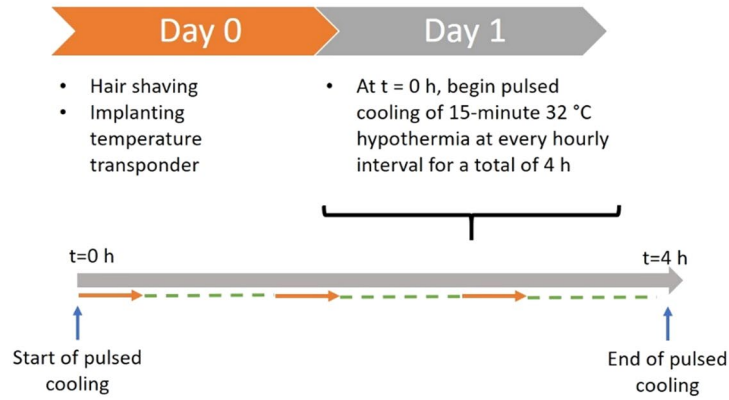 Day 0
Day 1
• Hair shaving
• Implanting
temperature
transponder
• At t = 0 h, begin pulsed
cooling of 15-minute 32 °C
hypothermia at every hourly
interval for a total of 4 h
t=0 h
t=4 h
Start of pulsed
cooling
End of pulsed
cooling